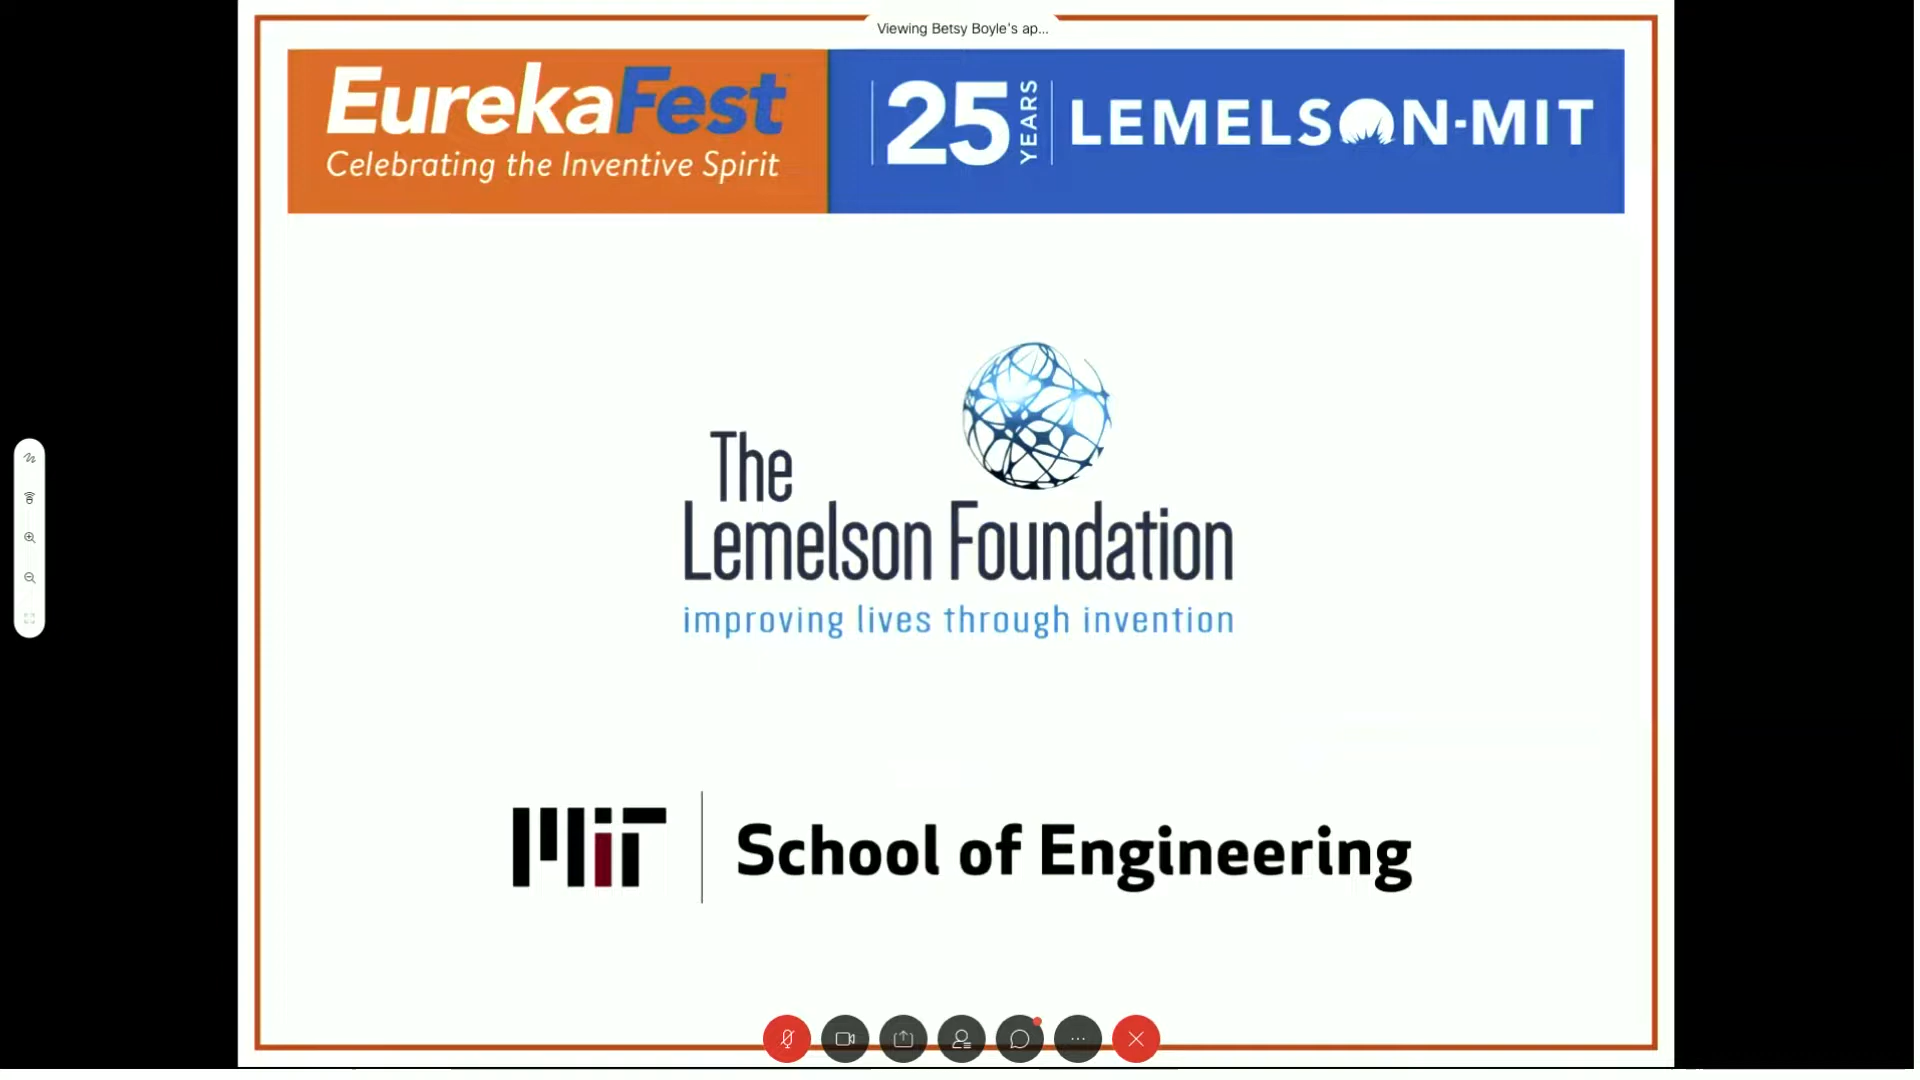 Viewing Betsy Boyle's ap...
EurekaFest
Celebrating the Inventive Spirit
25 YEARS
LEMELSON-MIT
The
Lemelson Foundation
improving lives through invention
MIT
School of Engineering